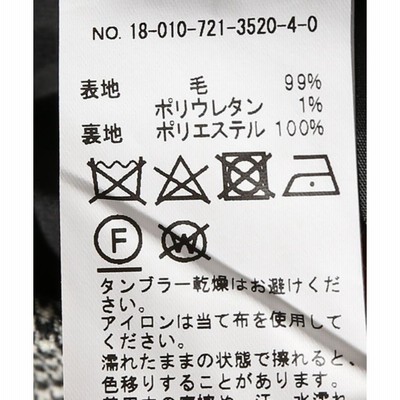 NO. 18-010-721-3520-4-0
表地 毛 99%
ポリウレタン 1%
裏地 ポリエステル 100%
F W
タンブラー乾燥はお避けくだ
さい。
アイロンは当て布を使用して
ください。
濡れたままの状態で擦れると、
色移りすることがあります。